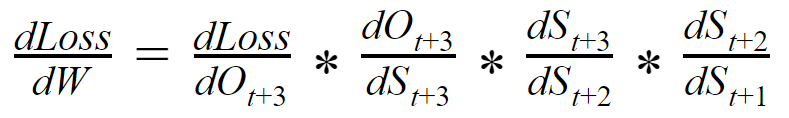 dLoss/dW = dLoss/dO_{t+3} * dO_{t+3}/dS_{t+3} * dS_{t+3}/dS_{t+2} * dS_{t+2}/dS_{t+1}